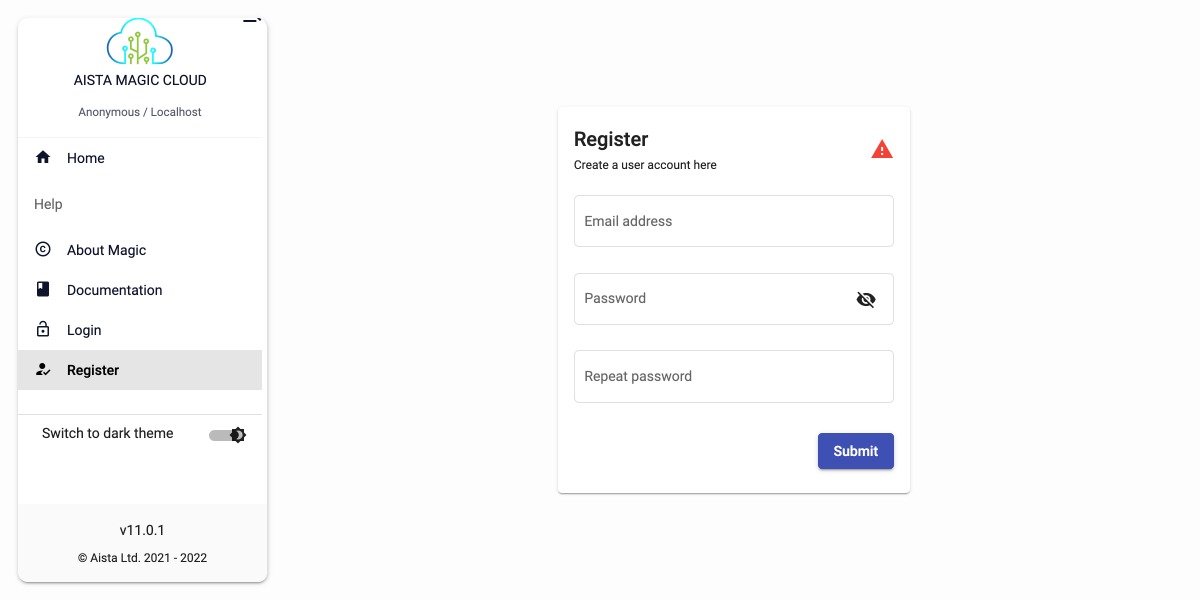 AISTA MAGIC CLOUD
Anonymous / Localhost
Home
Help
About Magic
Documentation
Login
Register
Switch to dark theme
v11.0.1
© Aista Ltd. 2021 - 2022
Register
Create a user account here
Email address
Password
Repeat password
Submit